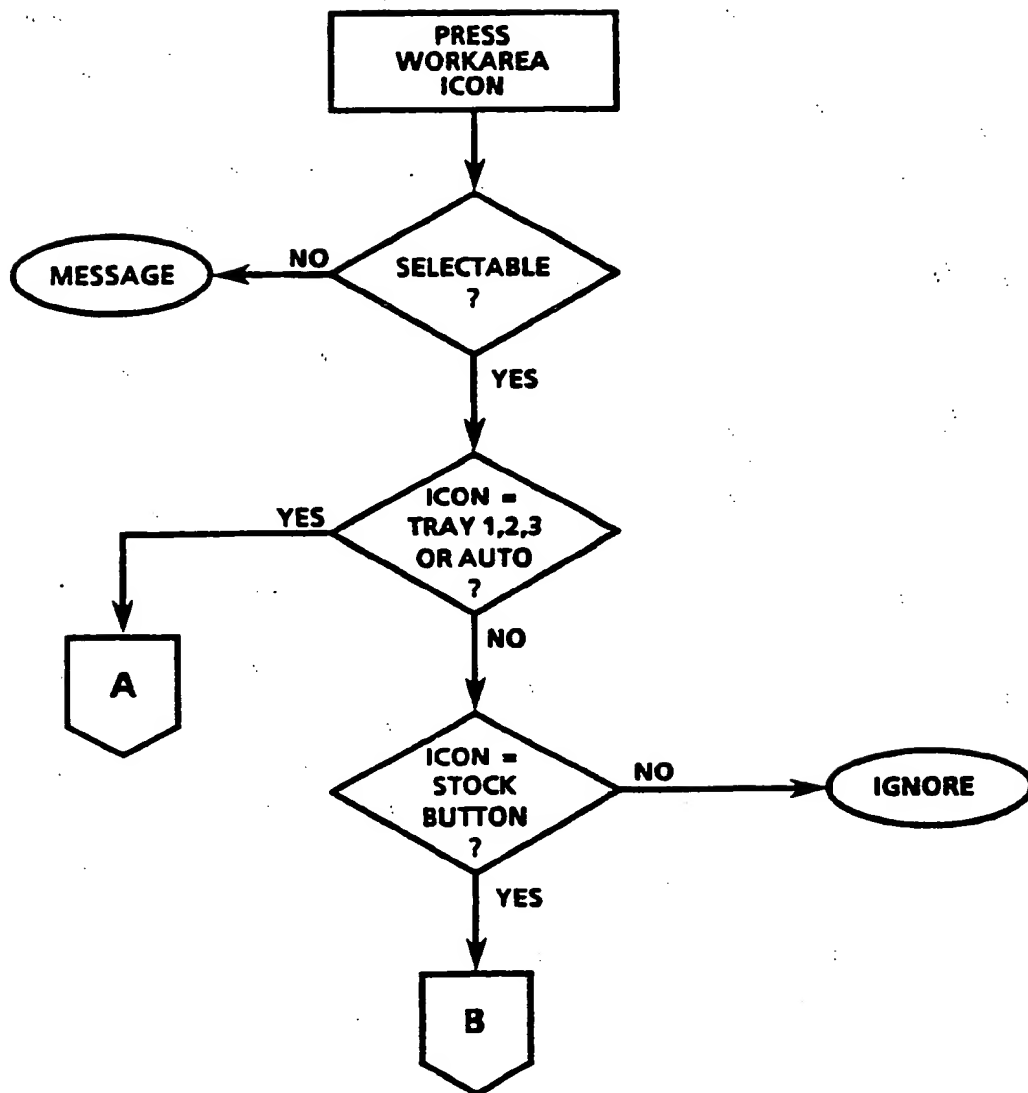 PRESS
WORKAREA
ICON
SELECTABLE
?
NO
MESSAGE
YES
ICON =
TRAY 1,2,3
OR AUTO
?
YES
A
NO
ICON =
STOCK
BUTTON
?
NO
IGNORE
YES
B